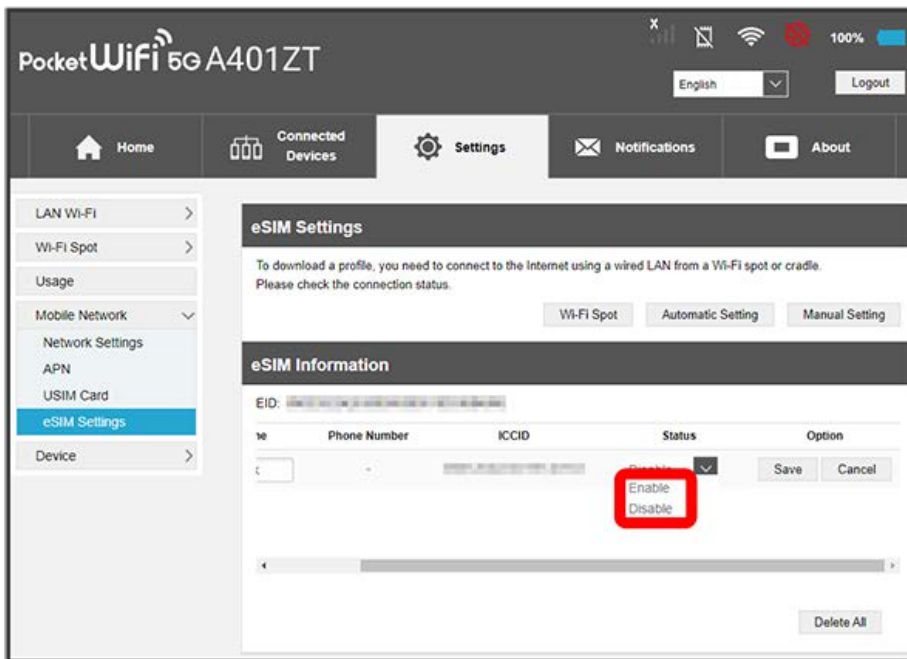 Pocket WiFi 5G A401ZT
100%
English
Logout
Home
Connected
Devices
Settings
Notifications
About
LAN Wi-Fi
Wi-Fi Spot
Usage
Mobile Network
Network Settings
APN
USIM Card
eSIM Settings
Device
eSIM Settings
To download a profile, you need to connect to the Internet using a wired LAN from a Wi-Fi spot or cradle.
Please check the connection status.
Wi-Fi Spot Automatic Setting Manual Setting
eSIM Information
EID:
Phone Number ICCID Status Option
Save Cancel
Enable
Disable
Delete All